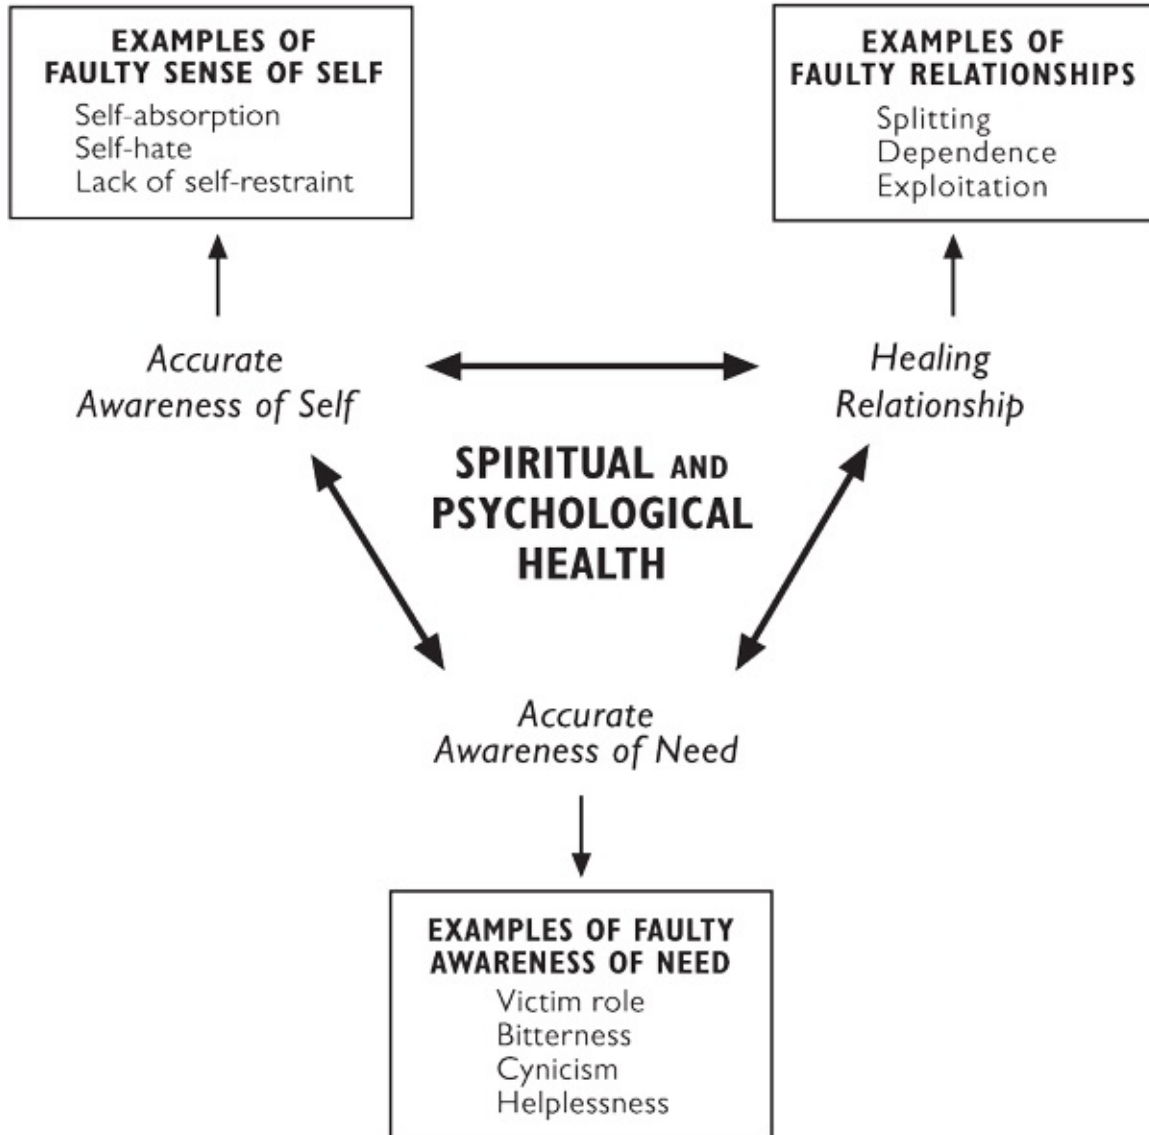 EXAMPLES OF
FAULTY SENSE OF SELF
Self-absorption
Self-hate
Lack of self-restraint
EXAMPLES OF
FAULTY RELATIONSHIPS
Splitting
Dependence
Exploitation
Accurate
Awareness of Self
Healing
Relationship
SPIRITUAL AND
PSYCHOLOGICAL
HEALTH
Accurate
Awareness of Need
EXAMPLES OF FAULTY
AWARENESS OF NEED
Victim role
Bitterness
Cynicism
Helplessness